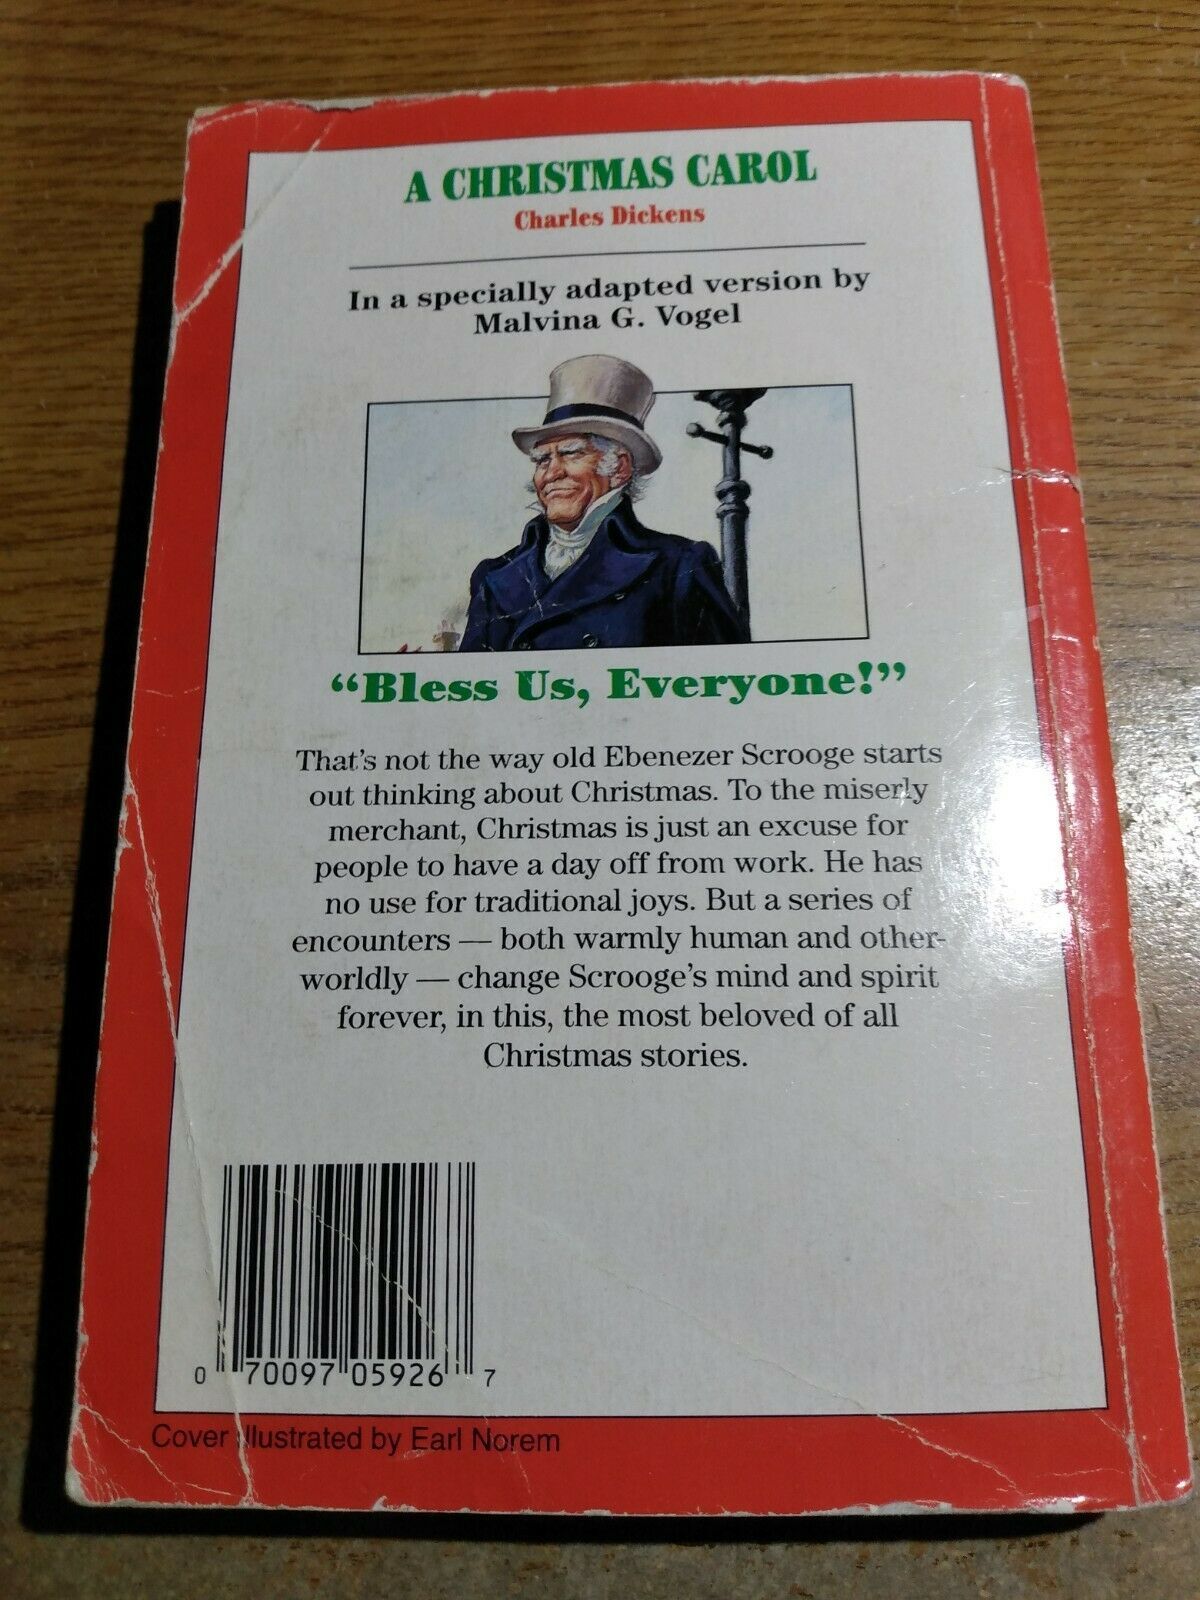 A CHRISTMAS CAROL
Charles Dickens
In a specially adapted version by
Malvina G. Vogel
“Bless Us, Everyone!”
That's not the way old Ebenezer Scrooge starts
out thinking about Christmas. To the miserly
merchant, Christmas is just an excuse for
people to have a day off from work. He has
no use for traditional joys. But a series of
encounters — both warmly human and other-
worldly — change Scrooge's mind and spirit
forever, in this, the most beloved of all
Christmas stories.
0 70097 05926 7
Cover Illustrated by Earl Norem